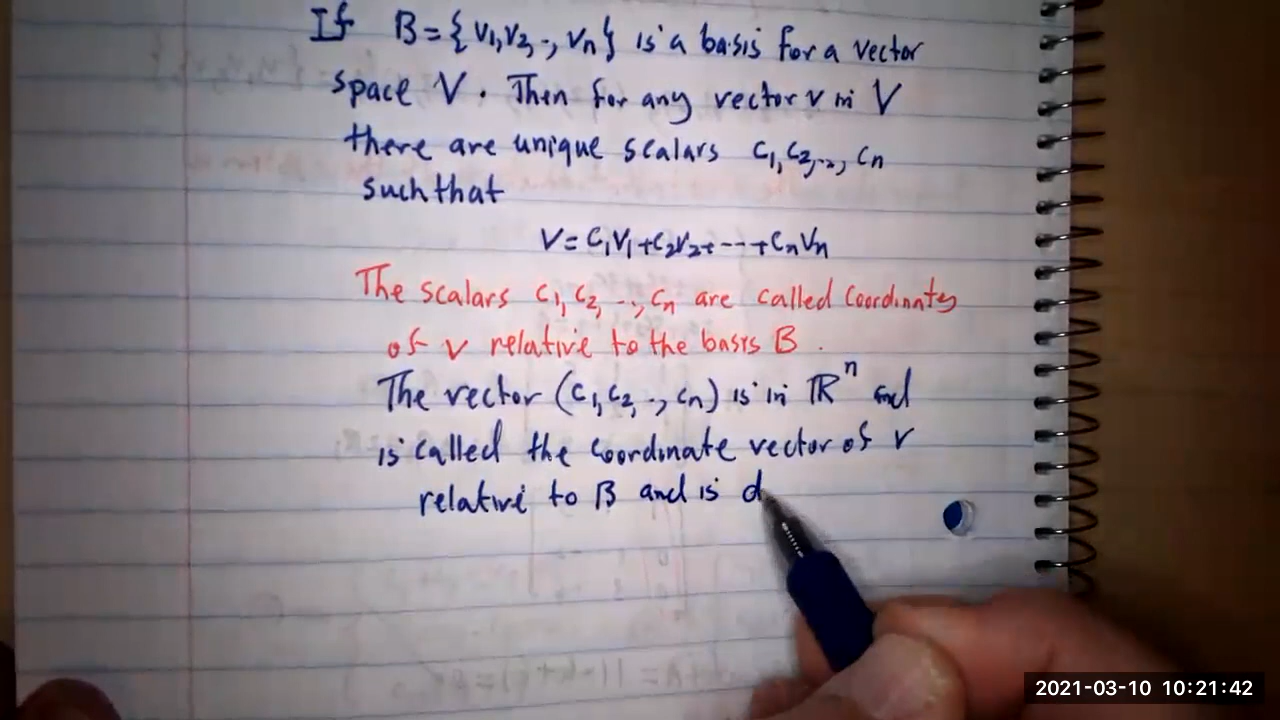 If B={v1,v2,.,vn} is a basis for a vector
space V. Then for any vector v in V
there are unique scalars c1,c2,..,cn
such that
v=c1v1+c2v2+---+cnvn
The scalars c1,c2,..,cn are called coordinates
of v relative to the basis B.
The vector (c1,c2,.,cn) is in ℝⁿ and
is called the coordinate vector of v
relative to B and is d
2021-03-10 10:21:42